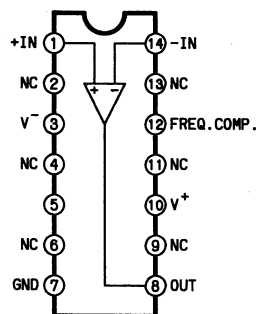 +IN 1 14 -IN
+ -
NC 2 13 NC
V- 3 12 FREQ.COMP.
NC 4 11 NC
5 10 V+
NC 6 9 NC
GND 7 8 OUT